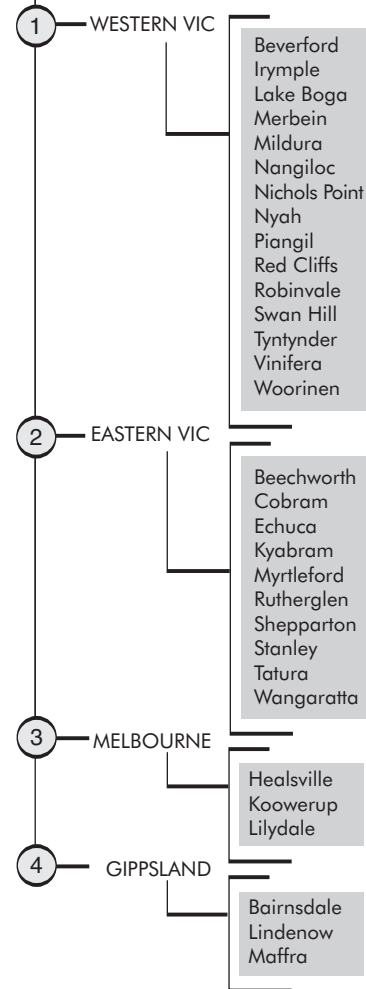 1 WESTERN VIC
Beverford
Irymple
Lake Boga
Merbein
Mildura
Nangiloc
Nichols Point
Nyah
Piangil
Red Cliffs
Robinvale
Swan Hill
Tyntynder
Vinifera
Woorinen
2 EASTERN VIC
Beechworth
Cobram
Echuca
Kyabram
Myrtleford
Rutherglen
Shepparton
Stanley
Tatura
Wangaratta
3 MELBOURNE
Healsville
Koowerup
Lilydale
4 GIPPSLAND
Bairnsdale
Lindenow
Maffra